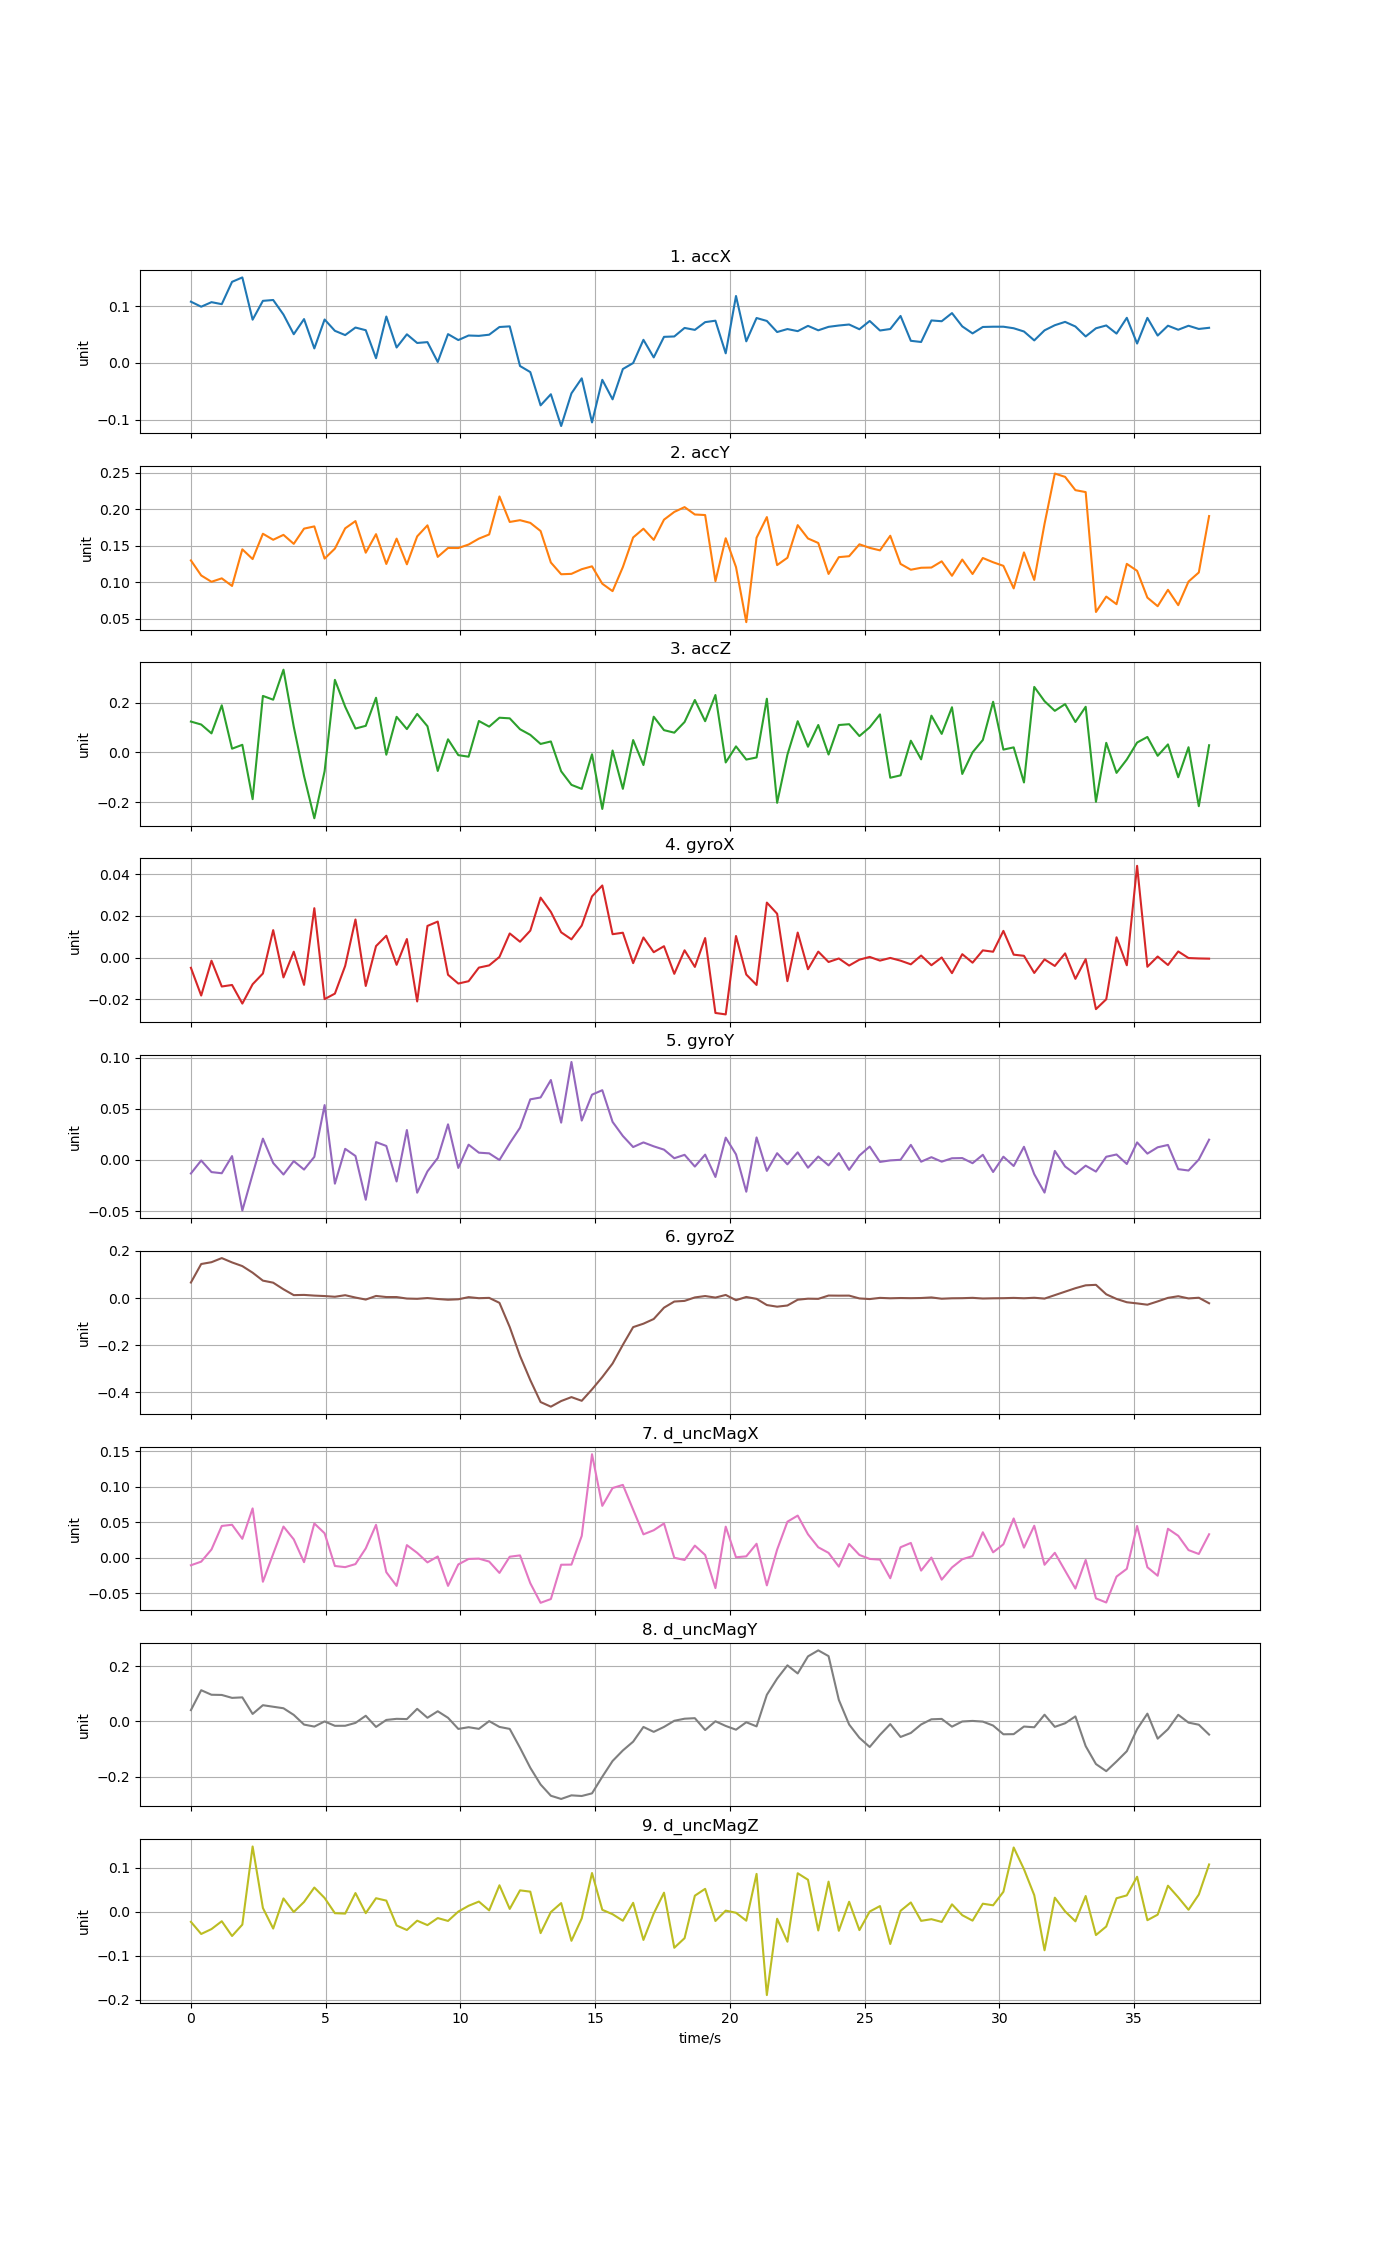 1. accX
0.1
0.0
−0.1
unit
2. accY
0.25
0.20
0.15
0.10
0.05
unit
3. accZ
0.2
0.0
−0.2
unit
4. gyroX
0.04
0.02
0.00
−0.02
unit
5. gyroY
0.10
0.05
0.00
−0.05
unit
6. gyroZ
0.2
0.0
−0.2
−0.4
unit
7. d_uncMagX
0.15
0.10
0.05
0.00
−0.05
unit
8. d_uncMagY
0.2
0.0
−0.2
unit
9. d_uncMagZ
0.1
0.0
−0.1
−0.2
unit
0 5 10 15 20 25 30 35
time/s